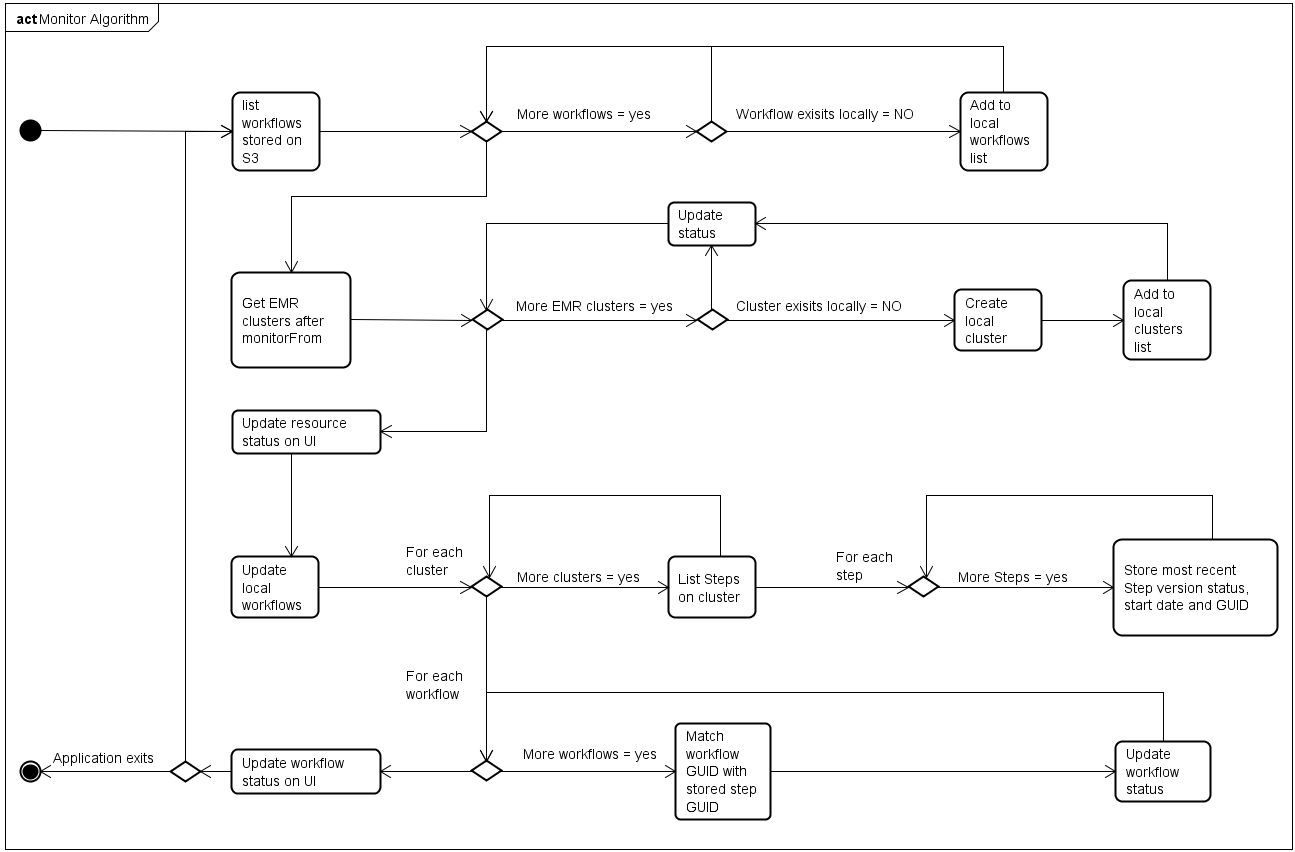 act Monitor Algorithm
list
workflows
stored on
S3
More workflows = yes
Workflow exisits locally = NO
Add to
local
workflows
list
Update
status
Get EMR
clusters after
monitorFrom
More EMR clusters = yes
Cluster exisits locally = NO
Create
local
cluster
Add to
local
clusters
list
Update resource
status on UI
Update
local
workflows
For each
cluster
More clusters = yes
List Steps
on cluster
For each
step
More Steps = yes
Store most recent
Step version status,
start date and GUID
For each
workflow
Application exits
Update workflow
status on UI
More workflows = yes
Match
workflow
GUID with
stored step
GUID
Update
workflow
status